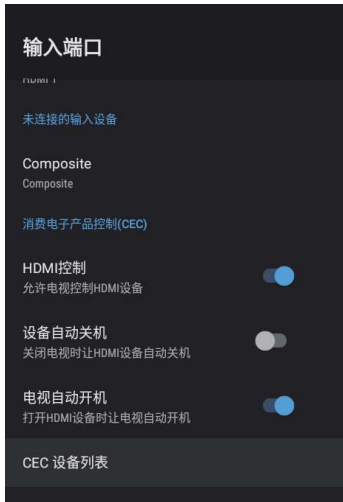 输入端口
HDMI 1
未连接的输入设备
Composite
Composite
消费电子产品控制(CEC)
HDMI控制
允许电视控制HDMI设备
设备自动关机
关闭电视时让HDMI设备自动关机
电视自动开机
打开HDMI设备时让电视自动开机
CEC 设备列表